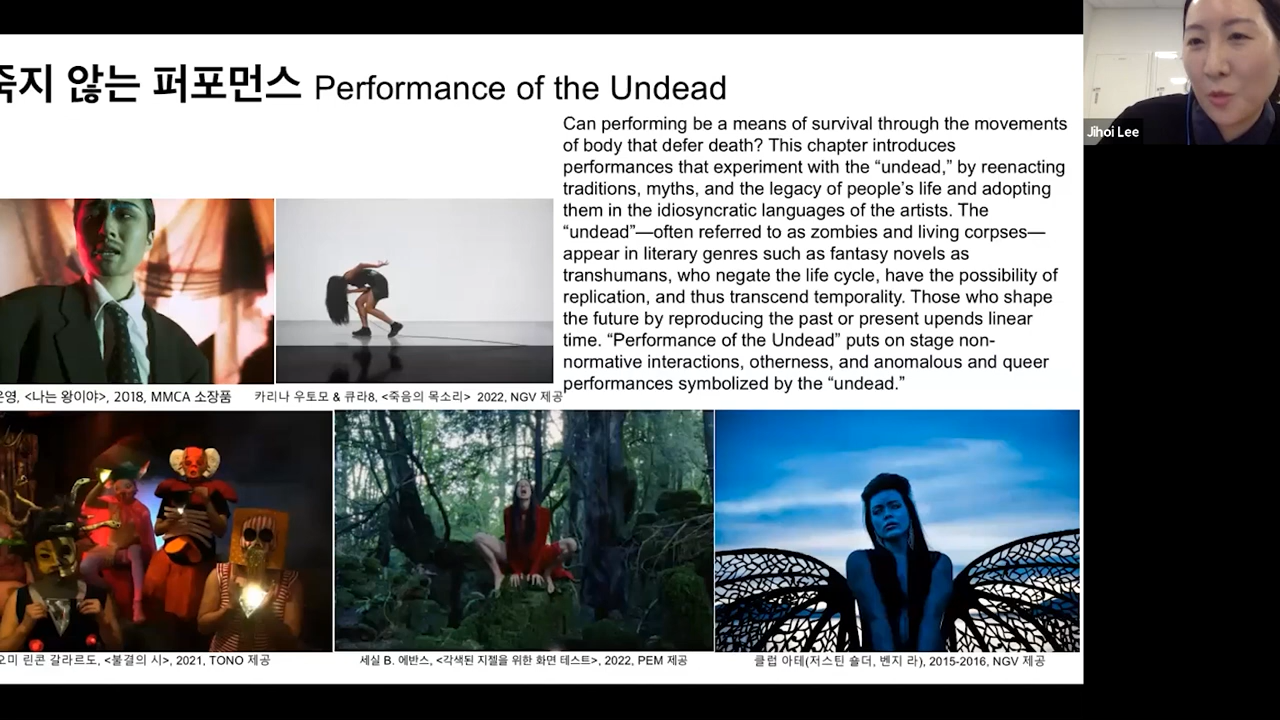 죽지 않는 퍼포먼스 Performance of the Undead
Jihoi Lee
Can performing be a means of survival through the movements
of body that defer death? This chapter introduces
performances that experiment with the “undead,” by reenacting
traditions, myths, and the legacy of people’s life and adopting
them in the idiosyncratic languages of the artists. The
“undead”—often referred to as zombies and living corpses—
appear in literary genres such as fantasy novels as
transhumans, who negate the life cycle, have the possibility of
replication, and thus transcend temporality. Those who shape
the future by reproducing the past or present upends linear
time. “Performance of the Undead” puts on stage non-
normative interactions, otherness, and anomalous and queer
performances symbolized by the “undead.”
은영, <나는 왕이야>, 2018, MMCA 소장품
카리나 우토모 & 큐라8, <죽음의 목소리> 2022, NGV 제공
오미 린콘 갈라르도, <불결의 시>, 2021, TONO 제공
세실 B. 에반스, <각색된 지젤을 위한 화면 테스트>, 2022, PEM 제공
클럽 아테(저스틴 숄더, 벤지 라), 2015-2016, NGV 제공